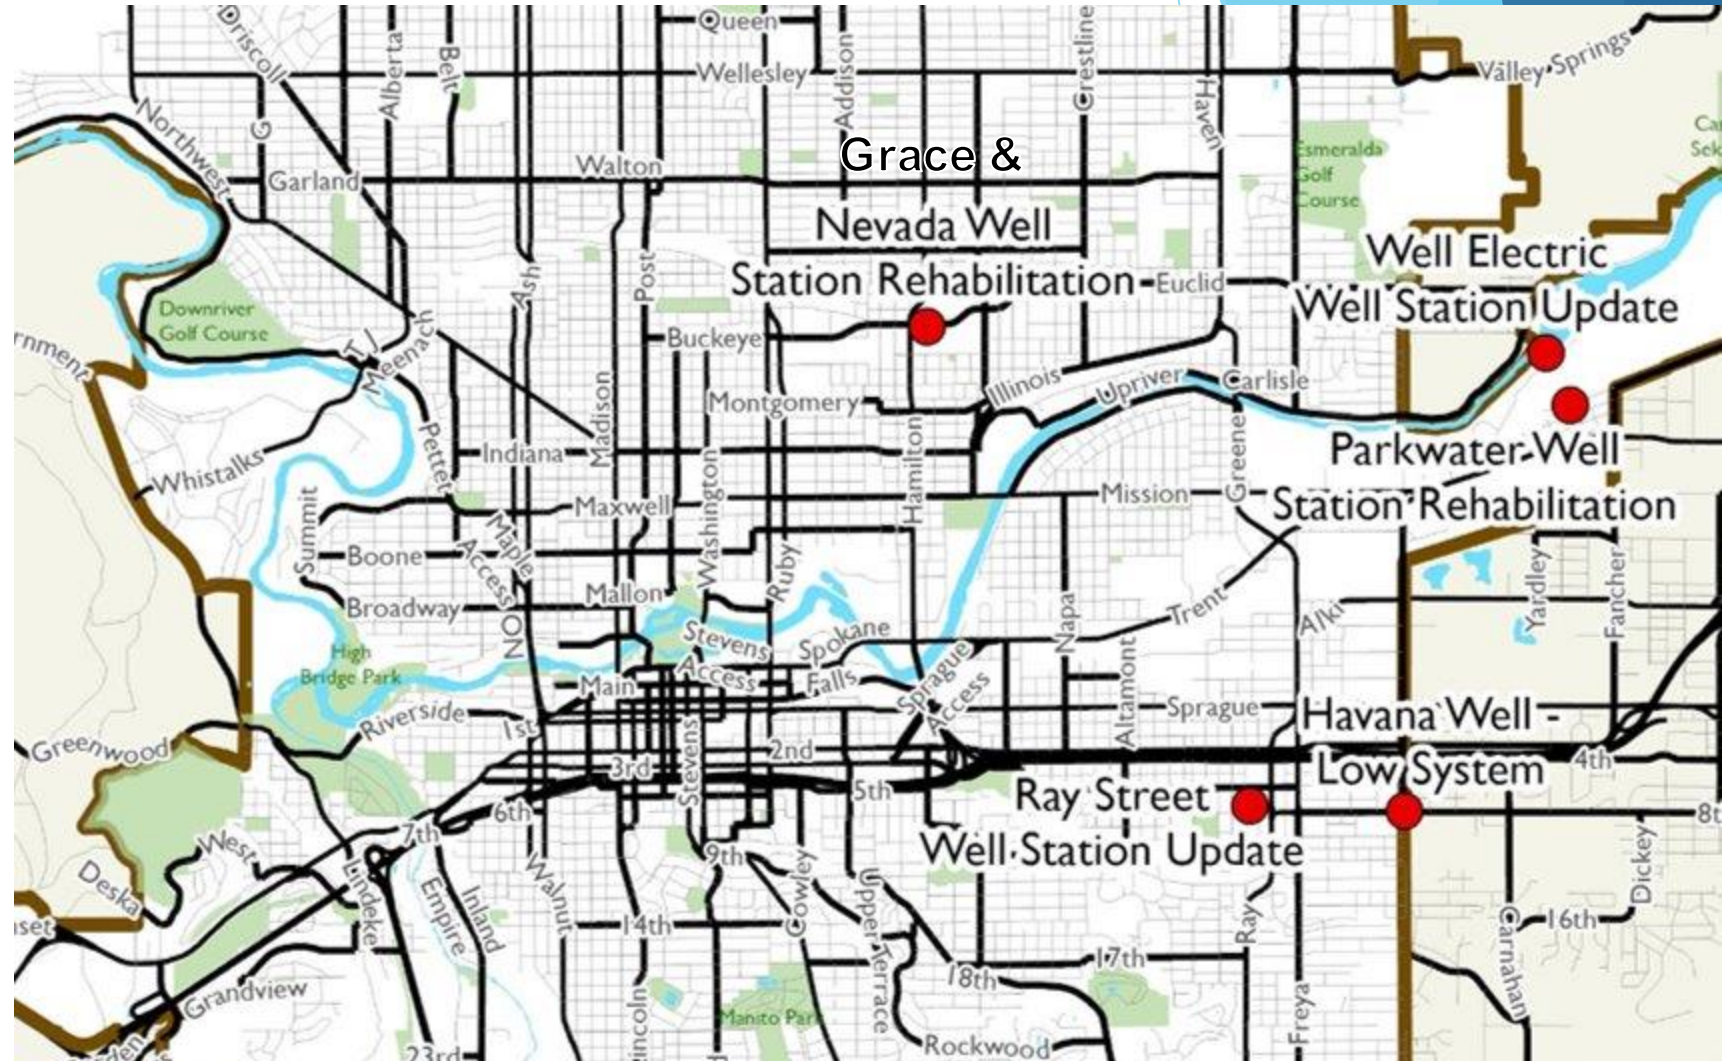 Queen
Driscoll
Alberta
Belt
Addison
Crestline
Wellesley
Valley Springs
Haven
Northwest
G
Garland
Walton
Grace &
Nevada Well
Station Rehabilitation
Esmeralda
Golf
Course
Well Electric
Well Station Update
Euclid
Ash
Post
Downriver
Golf Course
T J
Meenach
Buckeye
Madison
Montgomery
Illinois
Upriver
Carlisle
Parkwater Well
Station Rehabilitation
Pettet
Indiana
Whistalks
Washington
Hamilton
Greene
Summit
Maxwell
Mission
Maple
Access
Boone
Ruby
Mallon
Broadway
NO
Stevens
Access
Spokane
Falls
Napa
Trent
Alki
Yardley
Fancher
High
Bridge Park
Main
Sprague
Access
Altamont
Sprague
Riverside
1st
Greenwood
Havana Well -
Low System
2nd
3rd
Stevens
4th
5th
6th
Ray Street
Well Station Update
7th
West
9th
Deska
Lindeke
Empire
Inland
Walnut
Cowley
Upper Terrace
14th
Ray
Dickey
16th
Carnahan
17th
18th
Grandview
Manito Park
Freya
Rockwood
23rd